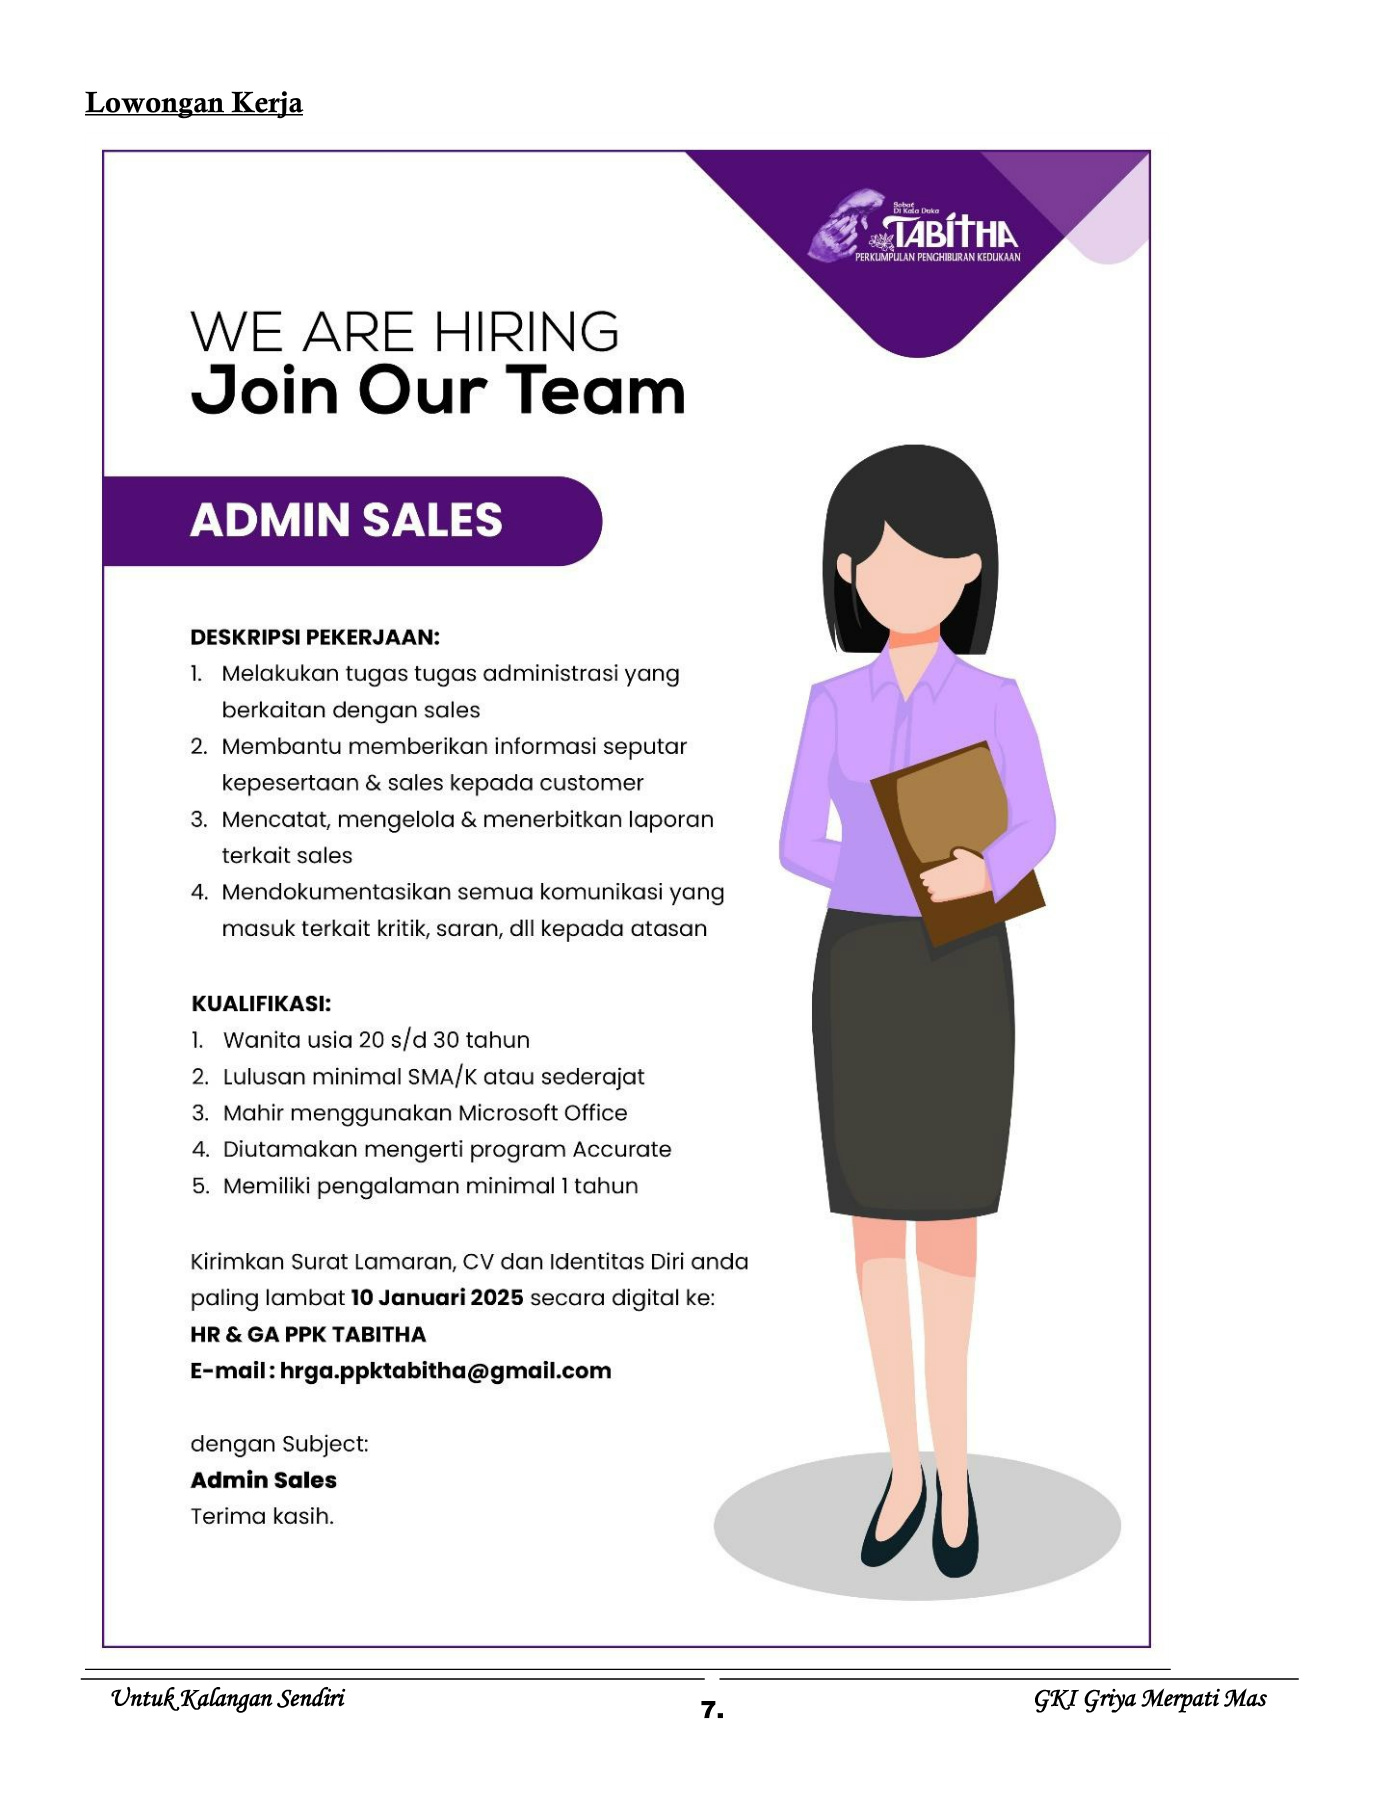 Lowongan Kerja
Sobat
Di Kala Duka
TABITHA
PERKUMPULAN PENGHIBURAN KEDUKAAN
WE ARE HIRING
Join Our Team
ADMIN SALES
DESKRIPSI PEKERJAAN:
1. Melakukan tugas tugas administrasi yang
berkaitan dengan sales
2. Membantu memberikan informasi seputar
kepesertaan & sales kepada customer
3. Mencatat, mengelola & menerbitkan laporan
terkait sales
4. Mendokumentasikan semua komunikasi yang
masuk terkait kritik, saran, dll kepada atasan
KUALIFIKASI:
1. Wanita usia 20 s/d 30 tahun
2. Lulusan minimal SMA/K atau sederajat
3. Mahir menggunakan Microsoft Office
4. Diutamakan mengerti program Accurate
5. Memiliki pengalaman minimal 1 tahun
Kirimkan Surat Lamaran, CV dan Identitas Diri anda
paling lambat 10 Januari 2025 secara digital ke:
HR & GA PPK TABITHA
E-mail : hrga.ppktabitha@gmail.com
dengan Subject:
Admin Sales
Terima kasih.
Untuk Kalangan Sendiri
7.
GKI Griya Merpati Mas